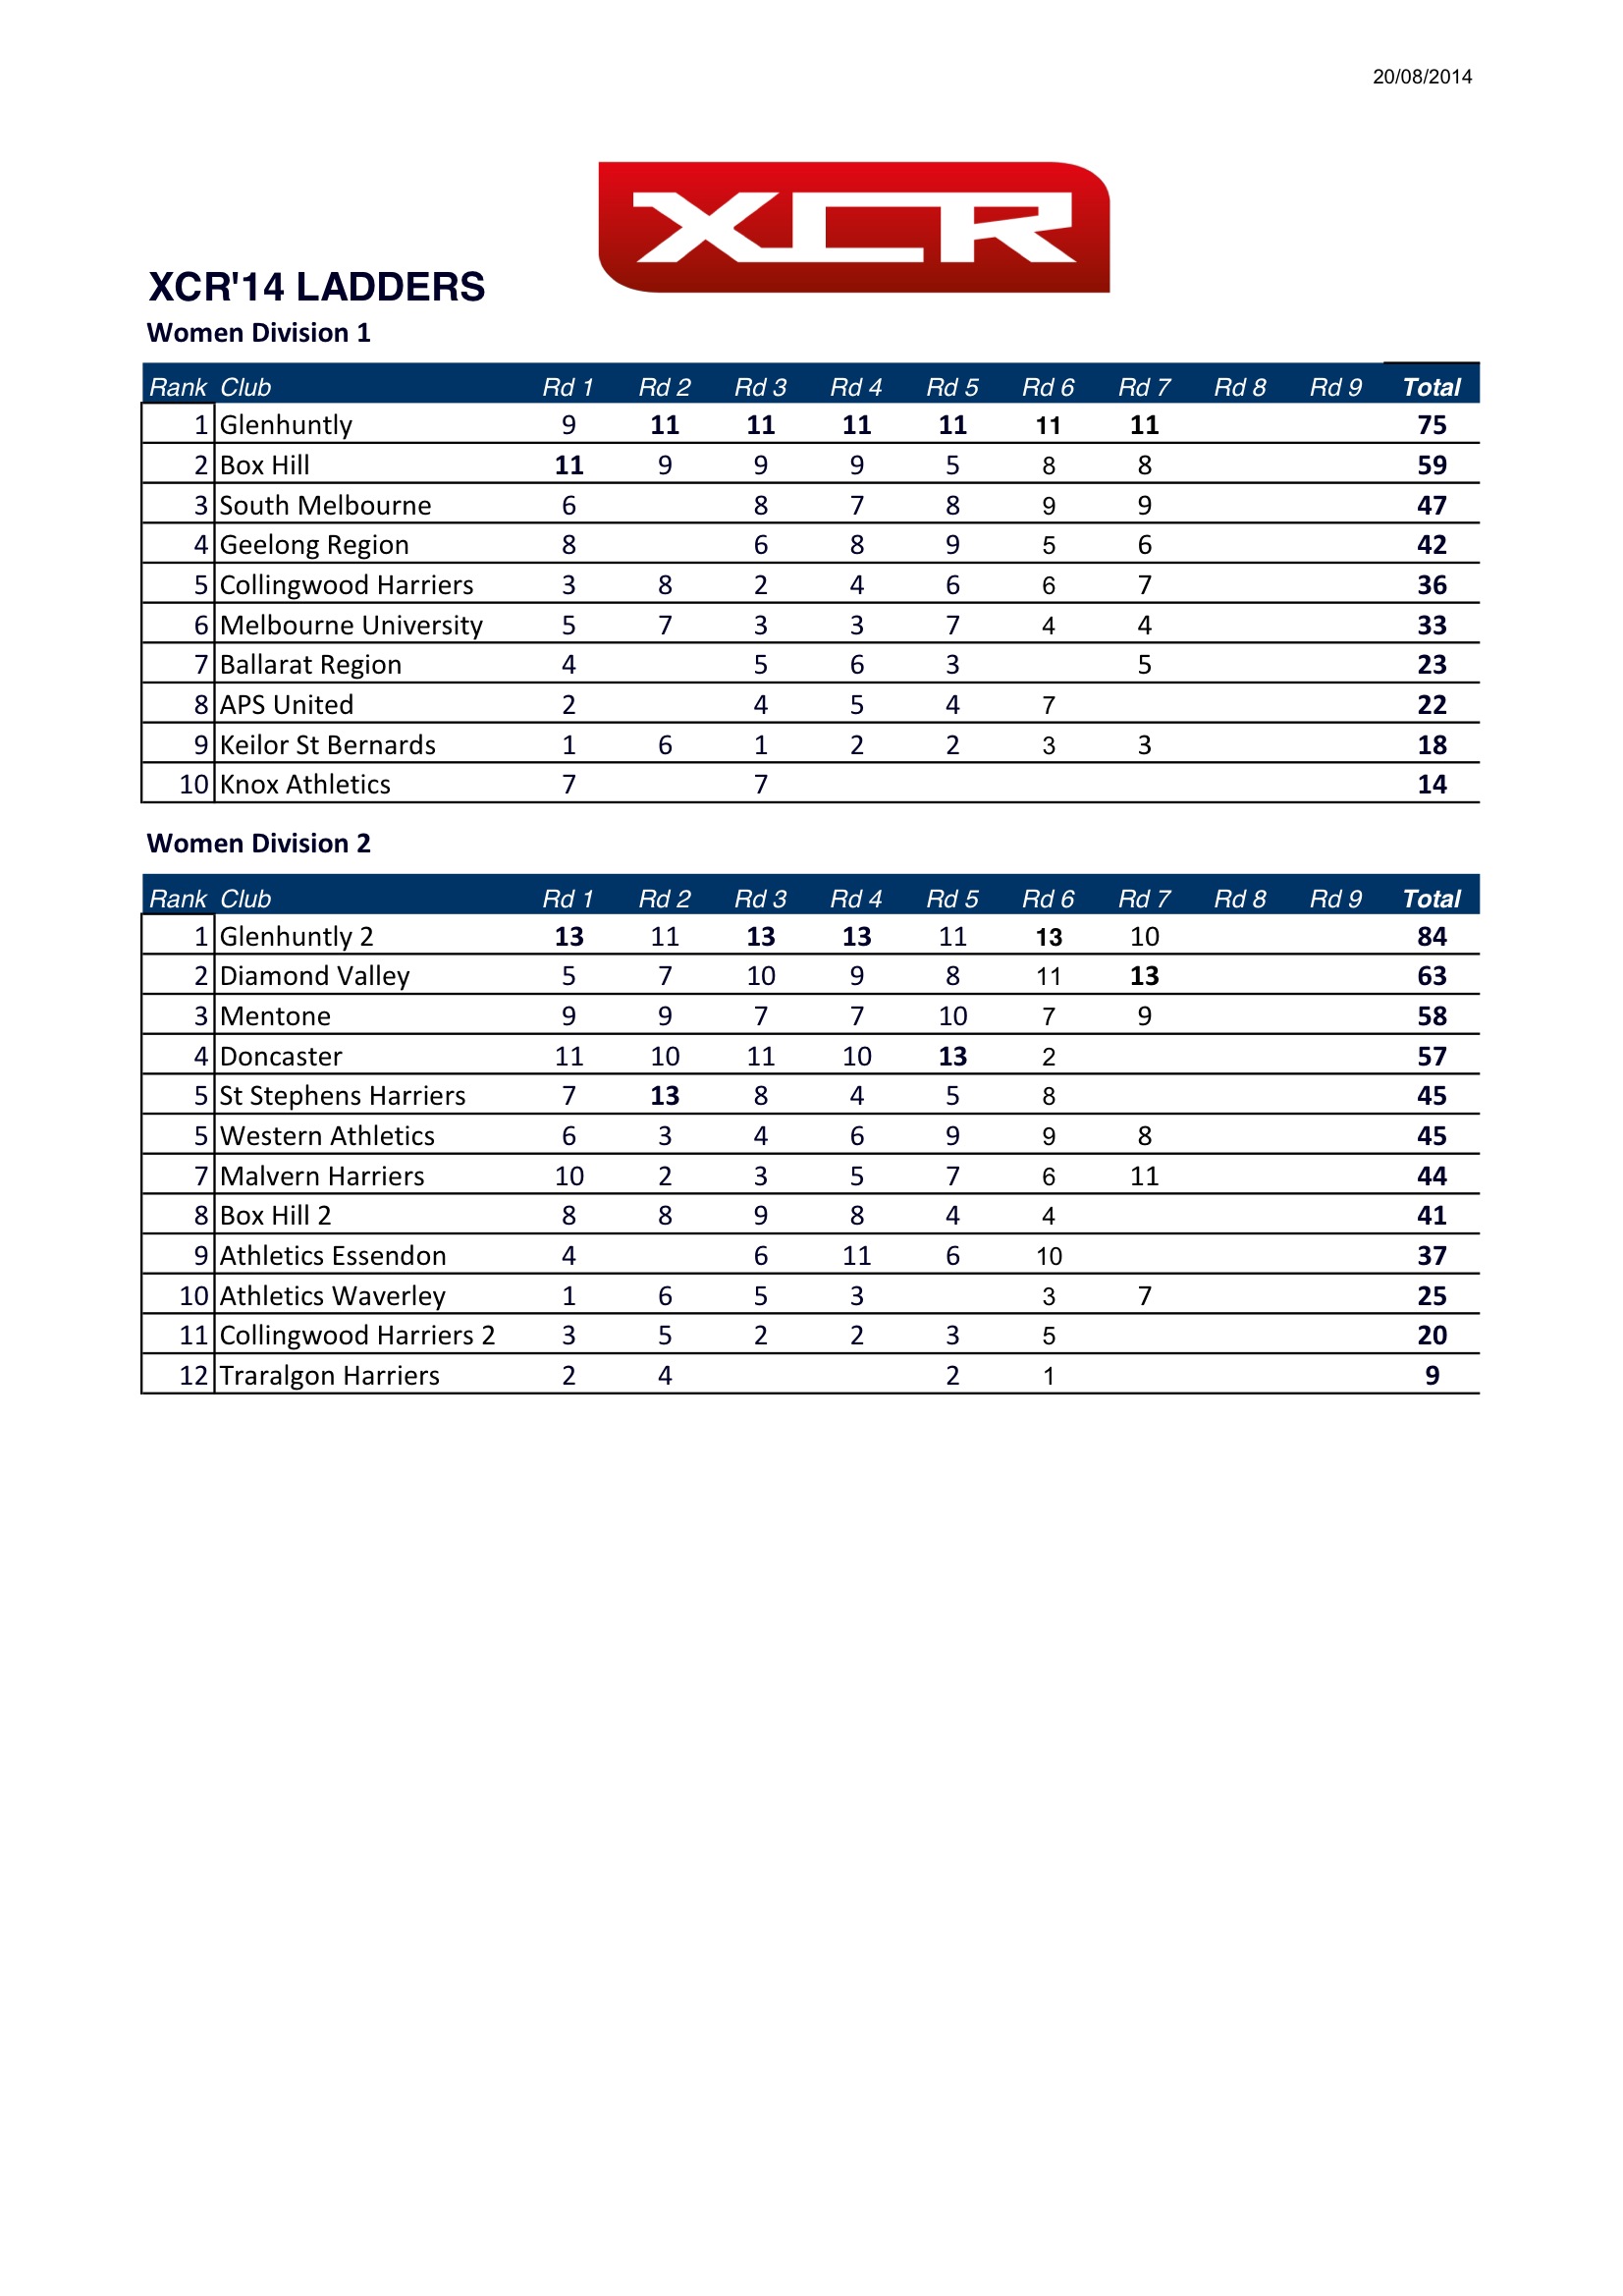 20/08/2014
XCR
XCR'14 LADDERS
Women Division 1
Rank Club Rd 1 Rd 2 Rd 3 Rd 4 Rd 5 Rd 6 Rd 7 Rd 8 Rd 9 Total
1 Glenhuntly 9 11 11 11 11 11 11 75
2 Box Hill 11 9 9 9 5 8 8 59
3 South Melbourne 6 8 7 8 9 9 47
4 Geelong Region 8 6 8 9 5 6 42
5 Collingwood Harriers 3 8 2 4 6 6 7 36
6 Melbourne University 5 7 3 3 7 4 4 33
7 Ballarat Region 4 5 6 3 5 23
8 APS United 2 4 5 4 7 22
9 Keilor St Bernards 1 6 1 2 2 3 3 18
10 Knox Athletics 7 7 14
Women Division 2
Rank Club Rd 1 Rd 2 Rd 3 Rd 4 Rd 5 Rd 6 Rd 7 Rd 8 Rd 9 Total
1 Glenhuntly 2 13 11 13 13 11 13 10 84
2 Diamond Valley 5 7 10 9 8 11 13 63
3 Mentone 9 9 7 7 10 7 9 58
4 Doncaster 11 10 11 10 13 2 57
5 St Stephens Harriers 7 13 8 4 5 8 45
5 Western Athletics 6 3 4 6 9 9 8 45
7 Malvern Harriers 10 2 3 5 7 6 11 44
8 Box Hill 2 8 8 9 8 4 4 41
9 Athletics Essendon 4 6 11 6 10 37
10 Athletics Waverley 1 6 5 3 3 7 25
11 Collingwood Harriers 2 3 5 2 2 3 5 20
12 Traralgon Harriers 2 4 2 1 9